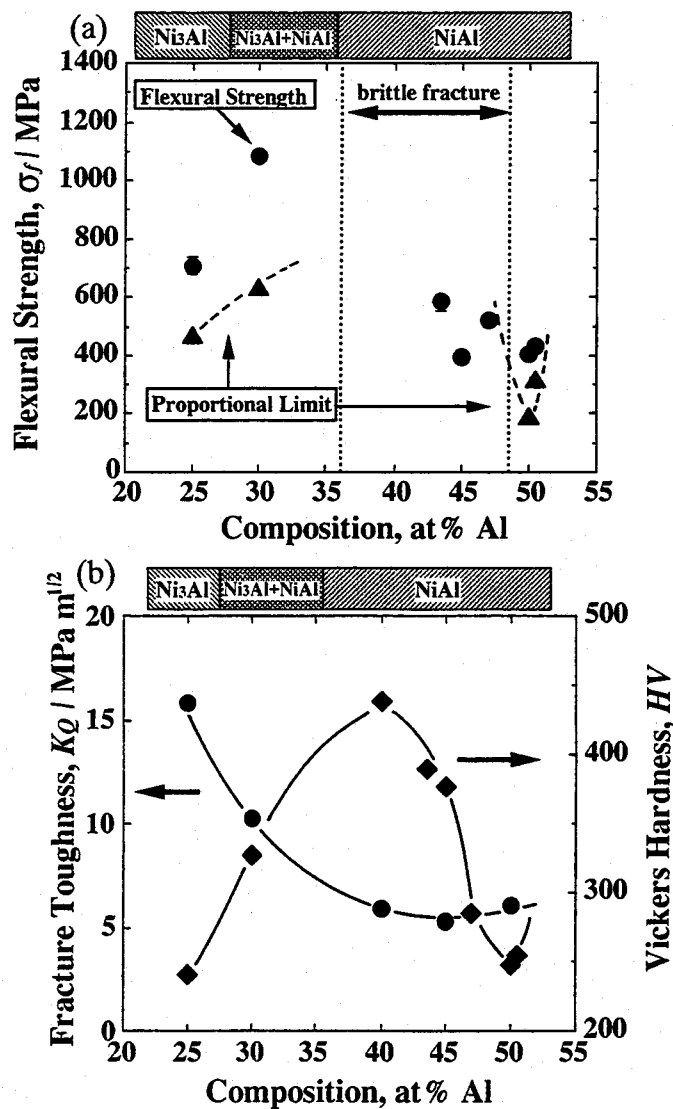 (a)
Ni3Al Ni3Al+NiAl NiAl
1400
1200
1000
800
600
400
200
0
Flexural Strength, σf / MPa
Flexural Strength
brittle fracture
Proportional Limit
20 25 30 35 40 45 50 55
Composition, at% Al
(b)
Ni3Al Ni3Al+NiAl NiAl
20
15
10
5
0
Fracture Toughness, KQ / MPa m1/2
500
400
300
200
Vickers Hardness, HV
20 25 30 35 40 45 50 55
Composition, at% Al